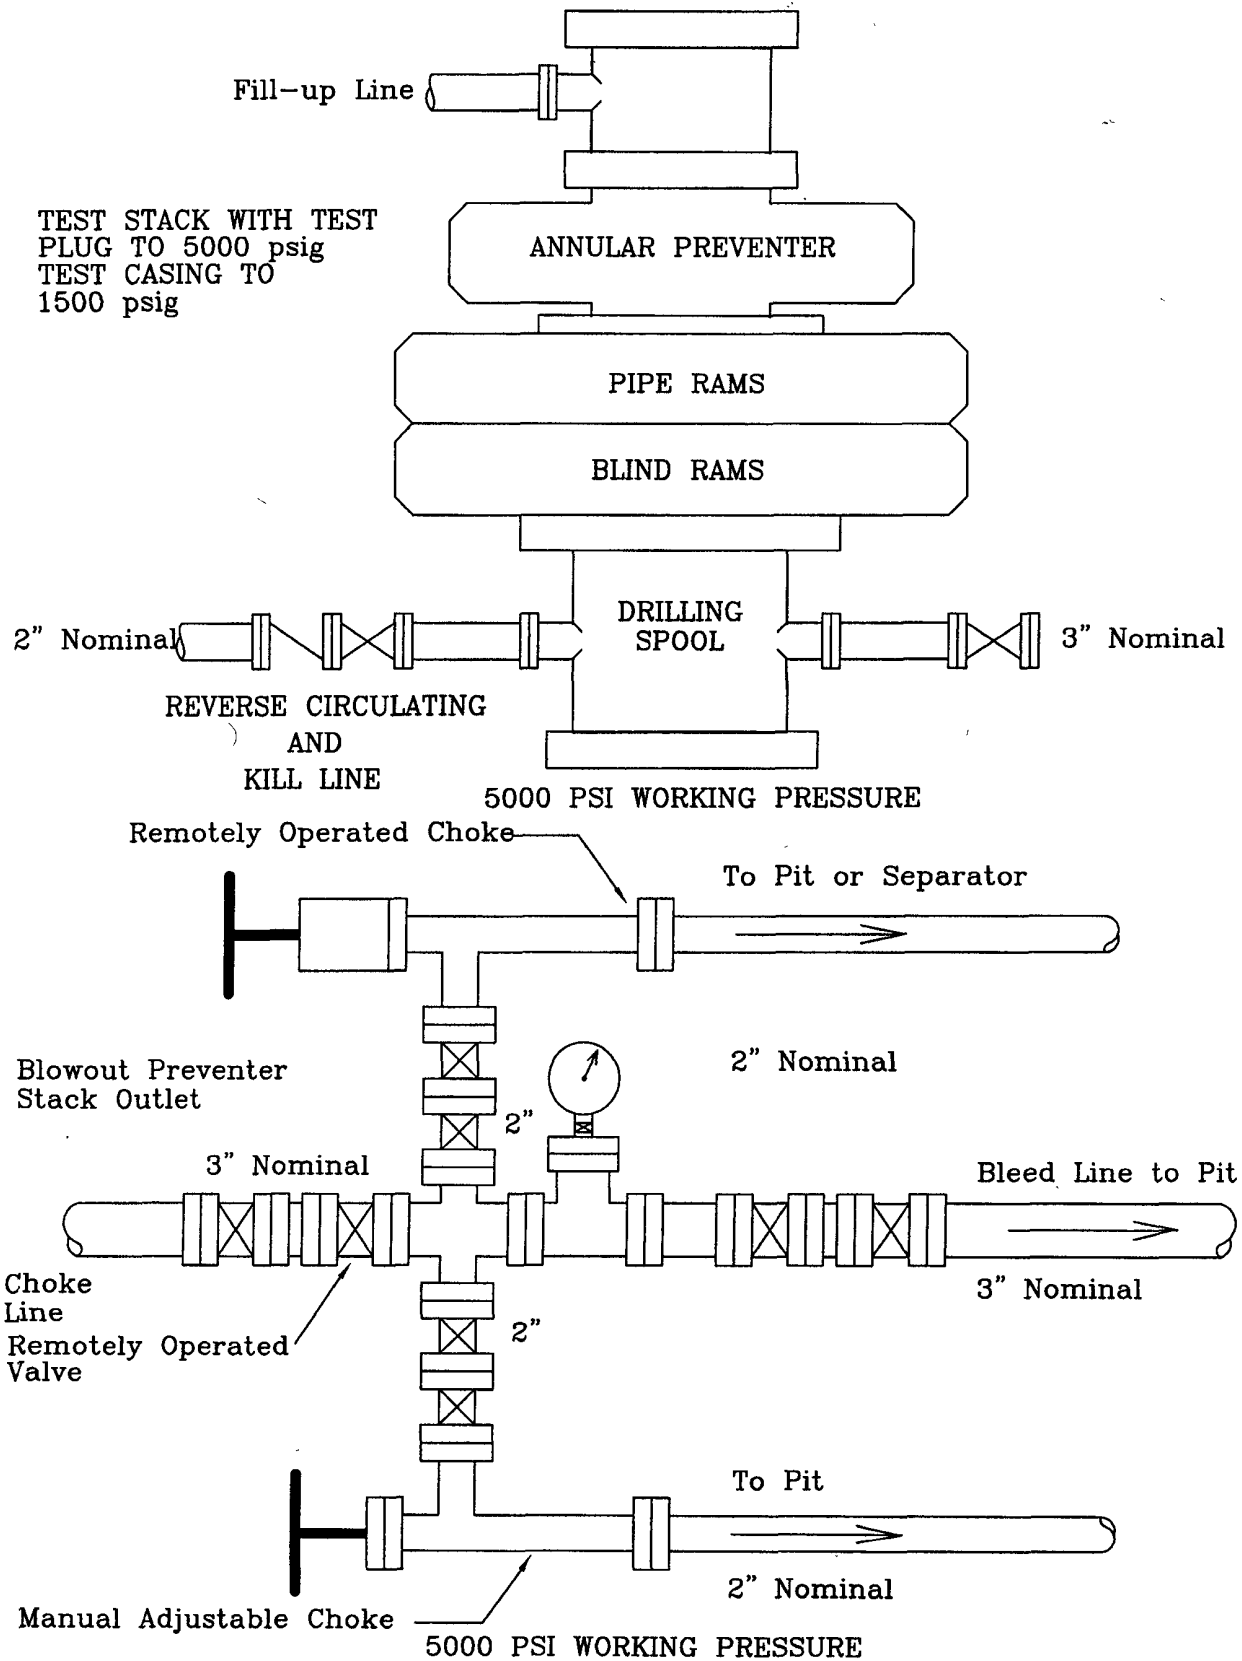 Fill-up Line
TEST STACK WITH TEST
PLUG TO 5000 psig
TEST CASING TO
1500 psig
ANNULAR PREVENTER
PIPE RAMS
BLIND RAMS
DRILLING
SPOOL
2" Nominal
3" Nominal
REVERSE CIRCULATING
AND
KILL LINE
5000 PSI WORKING PRESSURE
Remotely Operated Choke
To Pit or Separator
2" Nominal
Blowout Preventer
Stack Outlet
2"
3" Nominal
Bleed Line to Pit
Choke
Line
3" Nominal
2"
Remotely Operated
Valve
To Pit
2" Nominal
Manual Adjustable Choke
5000 PSI WORKING PRESSURE